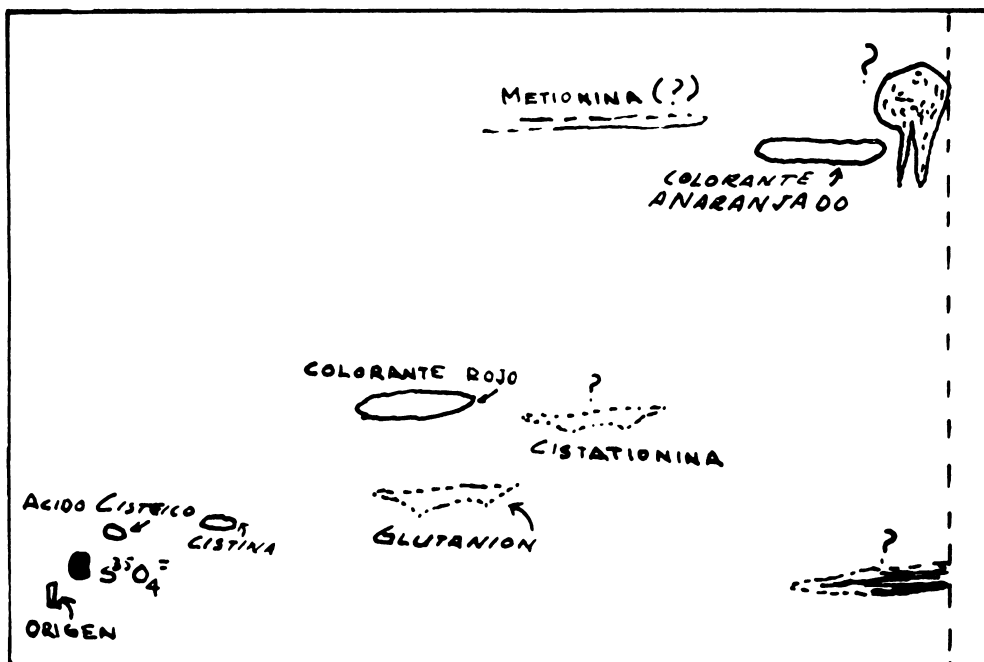 ?
METIONINA (?)
COLORANTE
ANARANJADO
COLORANTE ROJO
?
CISTATIONINA
ACIDO CISTEICO
CISTINA
GLUTANION
?
S³⁵O₄⁼
ORIGEN